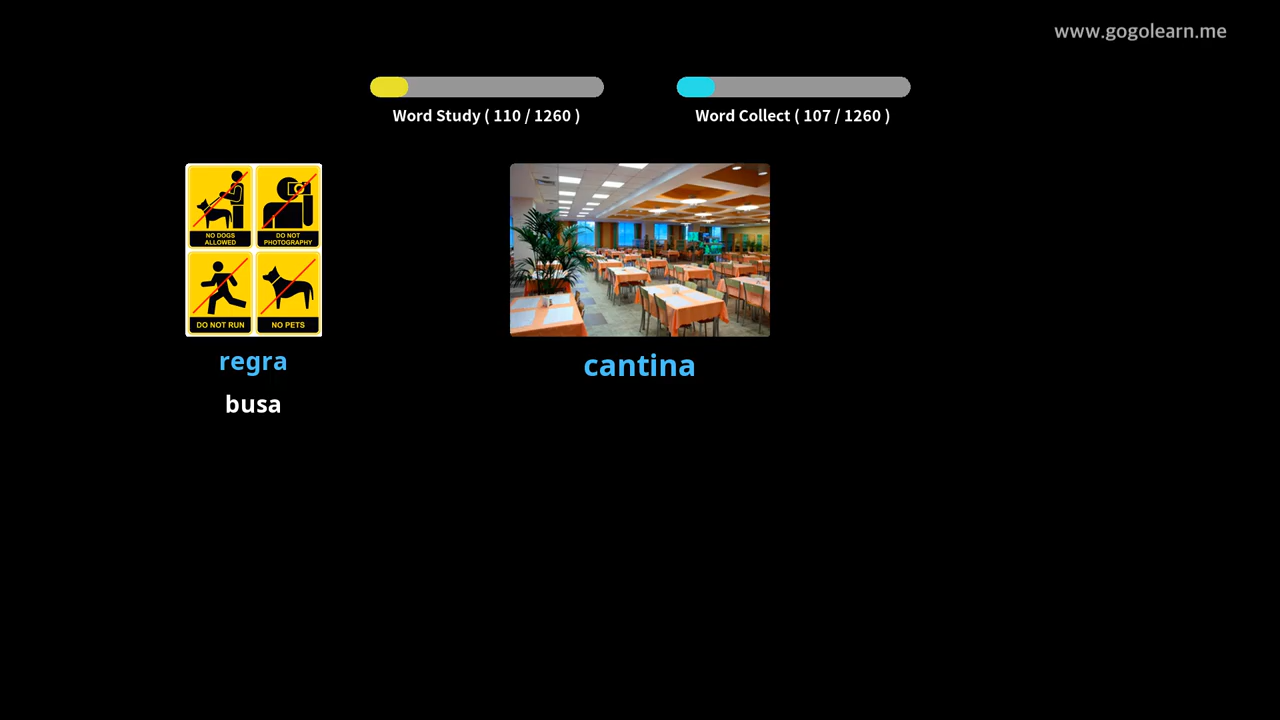 www.gogolearn.me
Word Study ( 110 / 1260 )
Word Collect ( 107 / 1260 )
NO DOGS
ALLOWED
DO NOT
PHOTOGRAPHY
DO NOT RUN
NO PETS
regra
busa
cantina